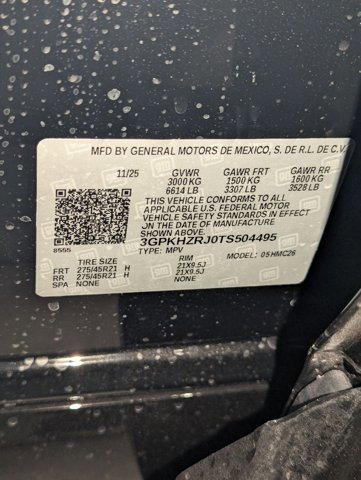 MFD BY GENERAL MOTORS DE MEXICO, S. DE R.L. DE C.V.
11/25 GVWR GAWR FRT GAWR RR
3000 KG 1500 KG 1600 KG
6614 LB 3307 LB 3528 LB
THIS VEHICLE CONFORMS TO ALL
APPLICABLE U.S. FEDERAL MOTOR
VEHICLE SAFETY STANDARDS IN EFFECT
ON THE DATE OF MANUFACTURE
SHOWN ABOVE.
3GPKHZRJ0TS504495
8555 TYPE: MPV MODEL: 05HMC26
TIRE SIZE RIM
FRT 275/45R21 H 21X9.5J
RR 275/45R21 H 21X9.5J
SPA NONE NONE